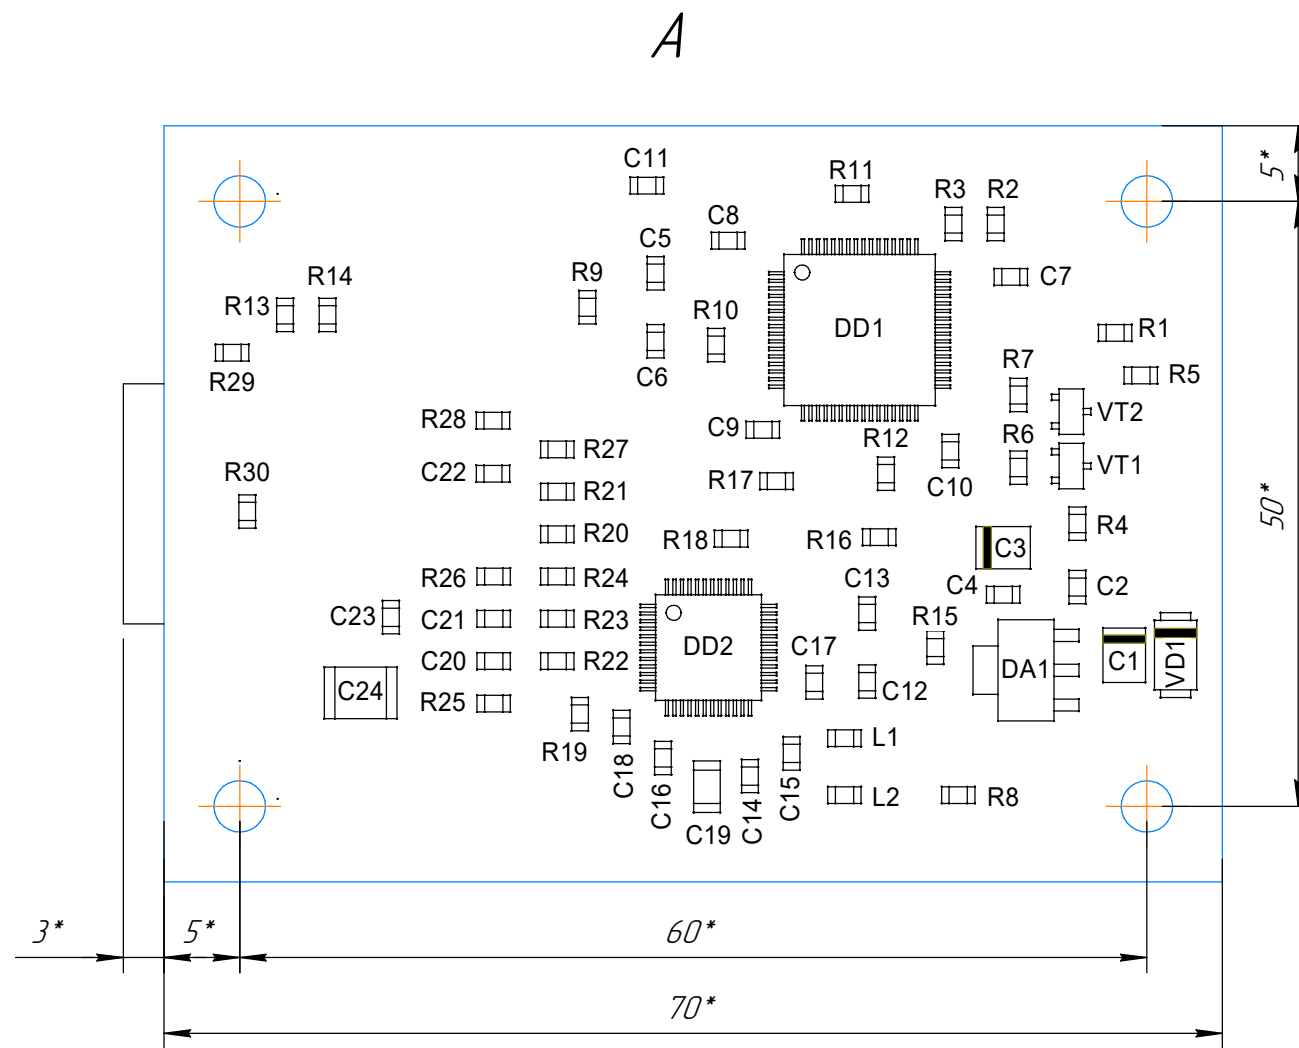 A
C11
R11
R3 R2
5*
C8
C5
R9
R14
R13
C7
R10
DD1
R1
R29
C6
R7
R5
VT2
R28
C9
R12
R6
VT1
R27
C22
R30
R17
C10
R21
50*
R20
R18
R16
C3
R4
R26
R24
C13
C4
C2
C23
C21
R23
R15
DD2
C17
C20
R22
DA1
C1
VD1
C24
R25
C12
R19
C18
C16
L1
C15
C14
C19
L2
R8
3*
5*
60*
70*